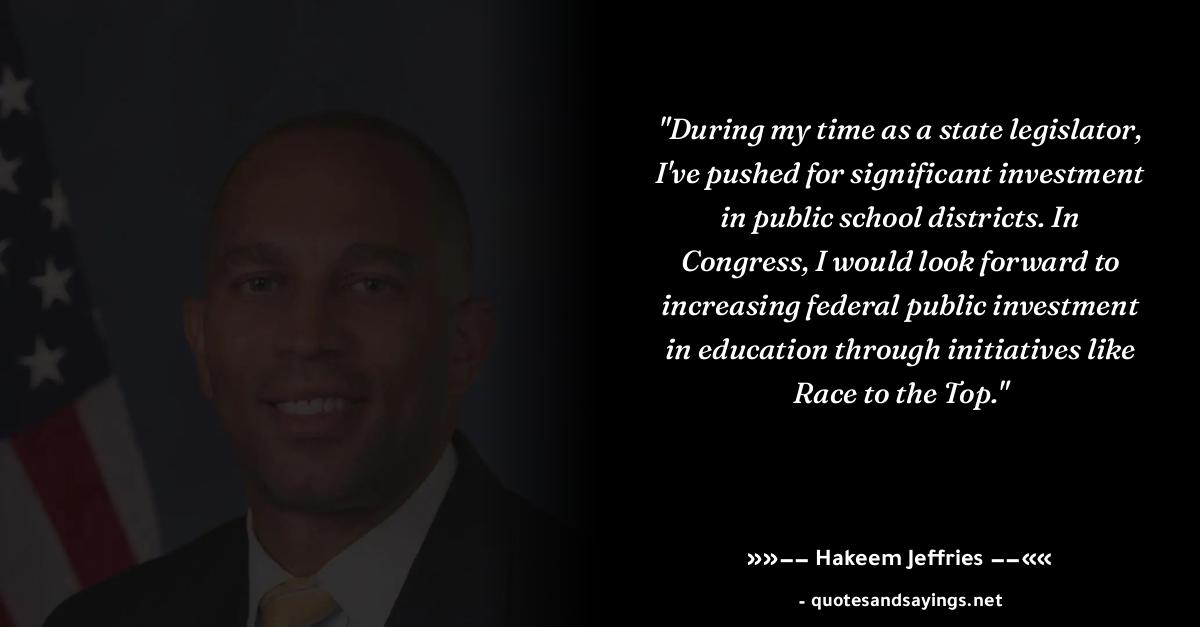 "During my time as a state legislator,
I've pushed for significant investment
in public school districts. In
Congress, I would look forward to
increasing federal public investment
in education through initiatives like
Race to the Top."
»»−− Hakeem Jeffries −−««
- quotesandsayings.net